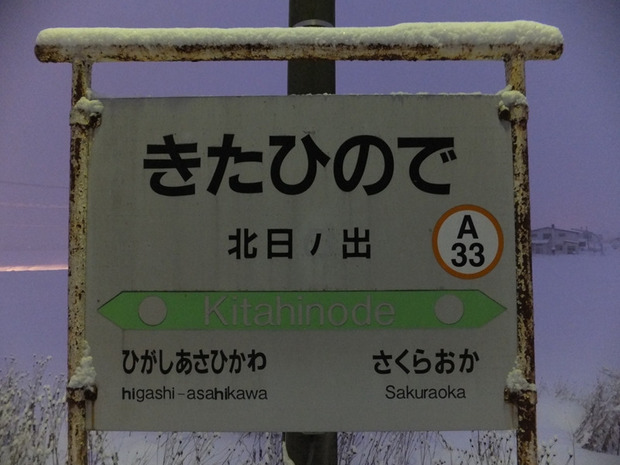 きたひので
北日ノ出
A
33
Kitahinode
ひがしあさひかわ
さくらおか
higashi-asahikawa
Sakuraoka